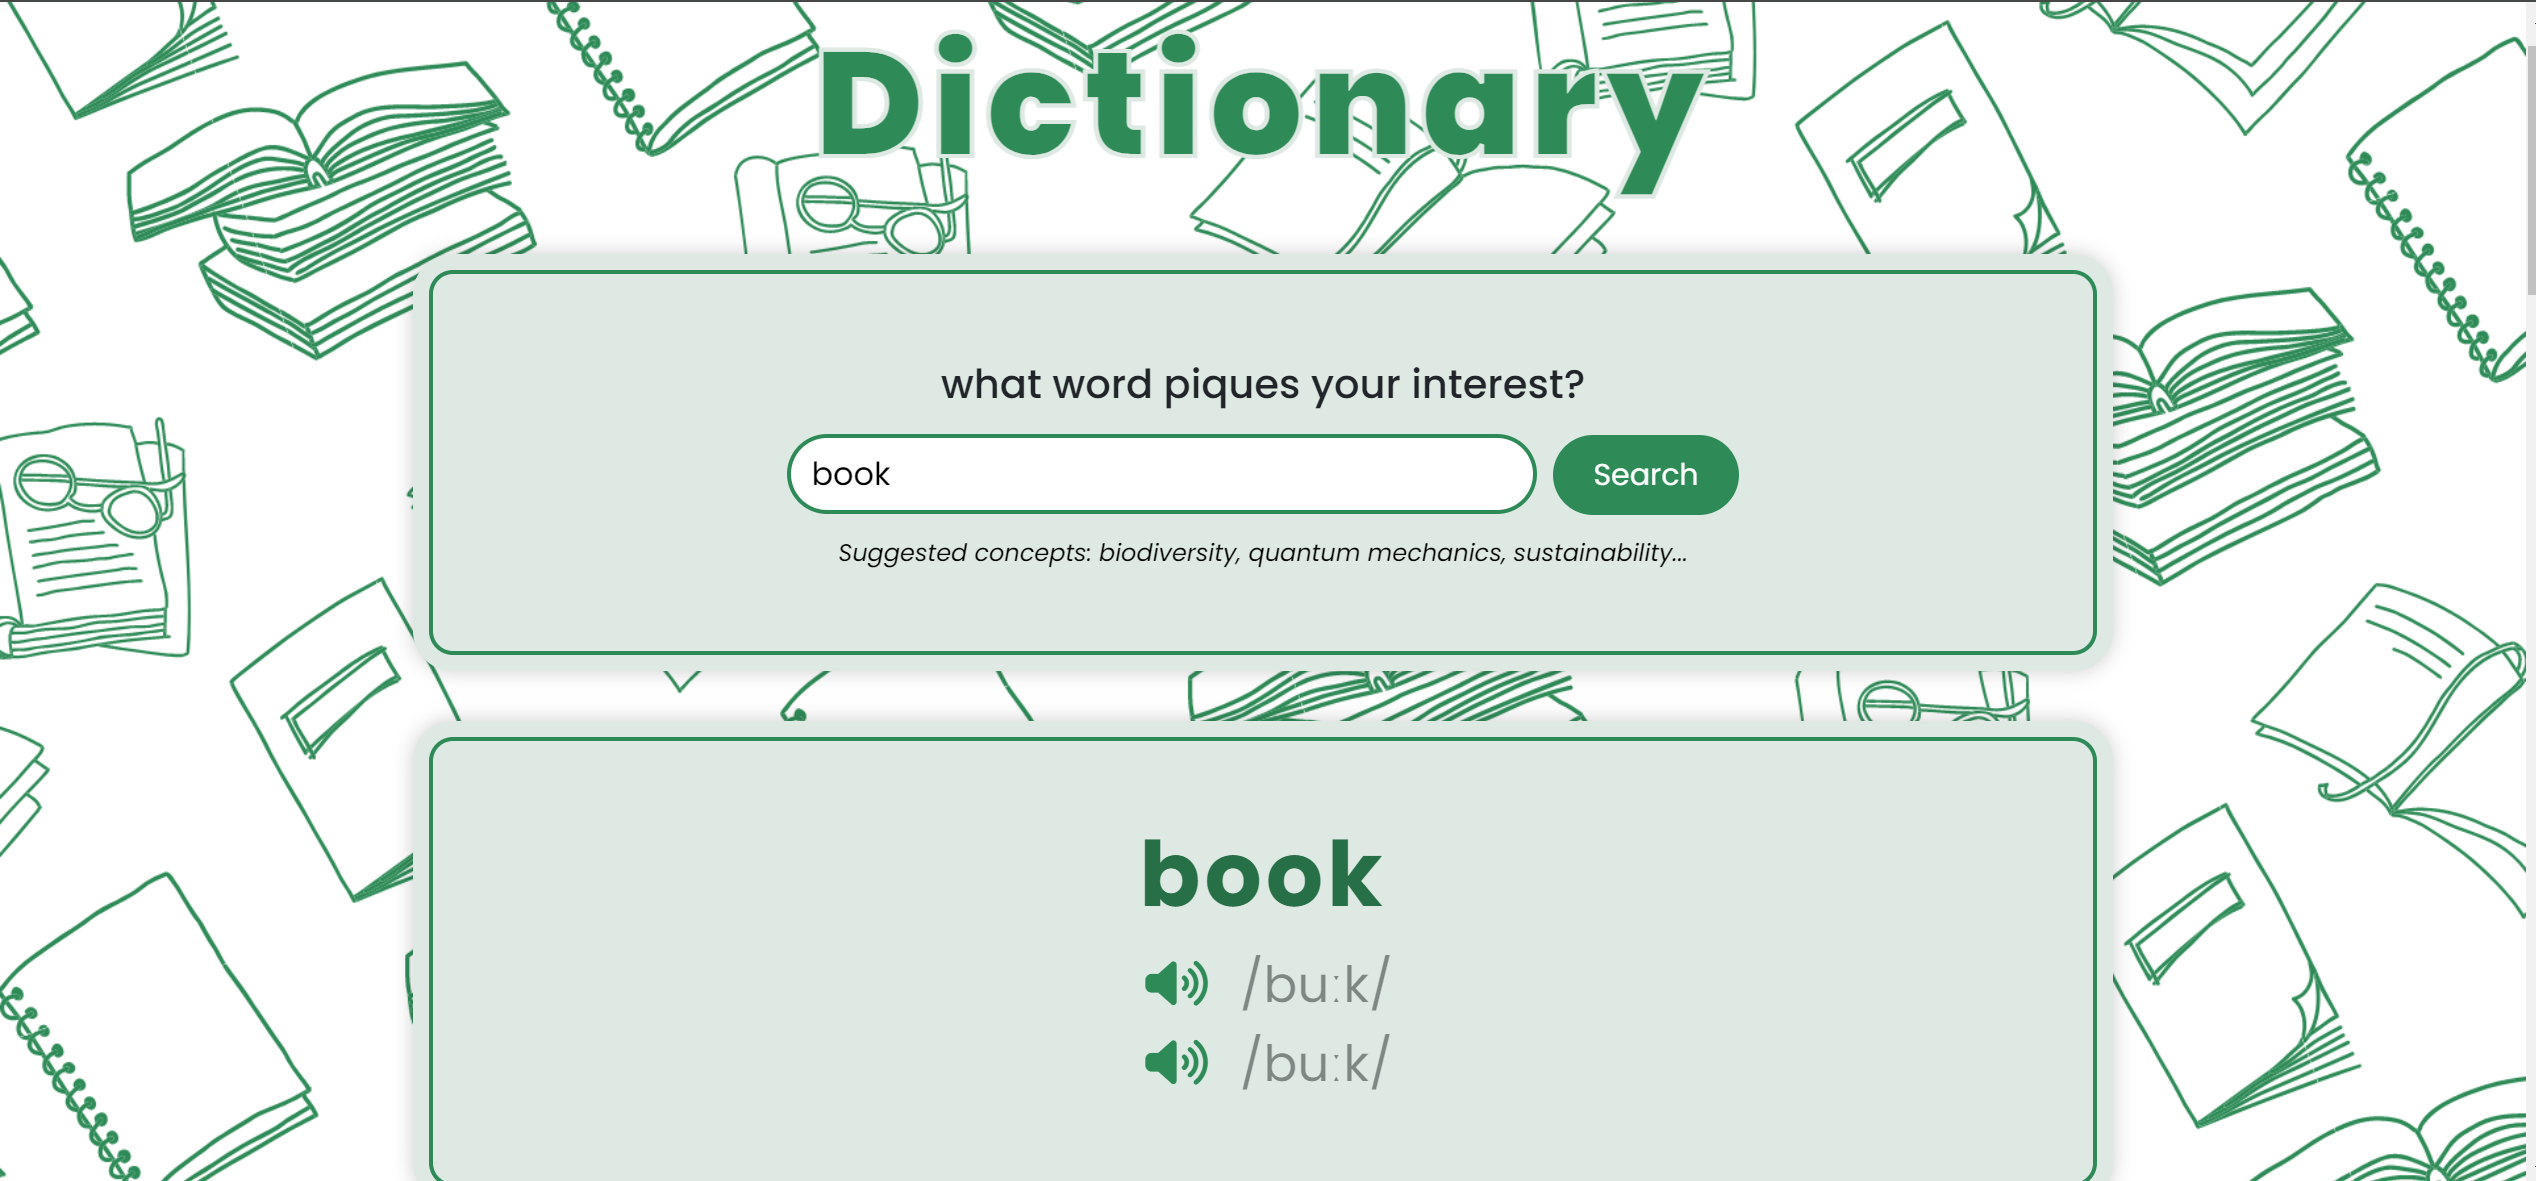 Dictionary
what word piques your interest?
book
Search
Suggested concepts: biodiversity, quantum mechanics, sustainability...
book
/buːk/
/buːk/